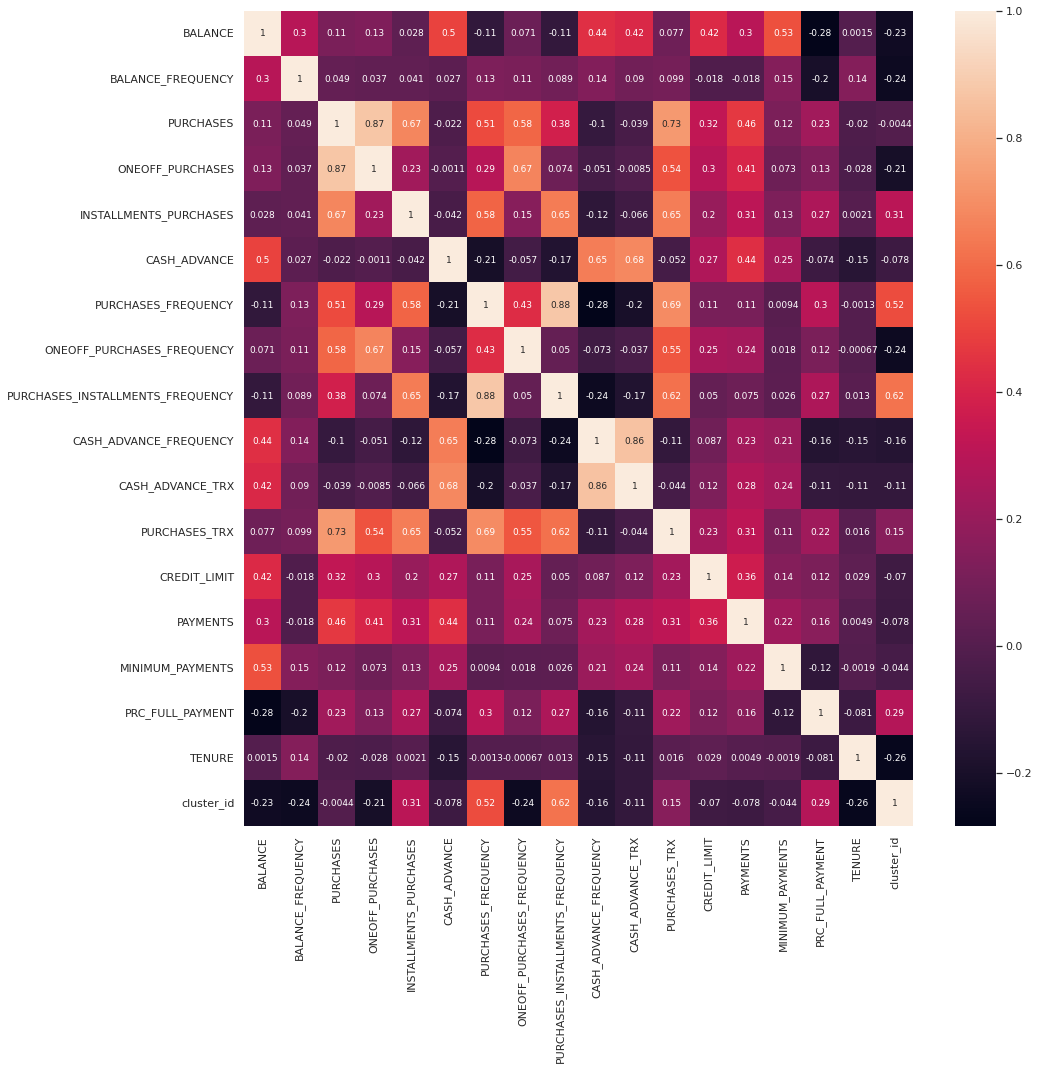 BALANCE 1 0.3 0.11 0.13 0.028 0.5 -0.11 0.071 -0.11 0.44 0.42 0.077 0.42 0.3 0.53 -0.28 0.0015 -0.23
BALANCE_FREQUENCY 0.3 1 0.049 0.037 0.041 0.027 0.13 0.11 0.089 0.14 0.09 0.099 -0.018 -0.018 0.15 -0.2 0.14 -0.24
PURCHASES 0.11 0.049 1 0.87 0.67 -0.022 0.51 0.58 0.38 -0.1 -0.039 0.73 0.32 0.46 0.12 0.23 -0.02 -0.0044
ONEOFF_PURCHASES 0.13 0.037 0.87 1 0.23 -0.0011 0.29 0.67 0.074 -0.051 -0.0085 0.54 0.3 0.41 0.073 0.13 -0.028 -0.21
INSTALLMENTS_PURCHASES 0.028 0.041 0.67 0.23 1 -0.042 0.58 0.15 0.65 -0.12 -0.066 0.65 0.2 0.31 0.13 0.27 0.0021 0.31
CASH_ADVANCE 0.5 0.027 -0.022 -0.0011 -0.042 1 -0.21 -0.057 -0.17 0.65 0.68 -0.052 0.27 0.44 0.25 -0.074 -0.15 -0.078
PURCHASES_FREQUENCY -0.11 0.13 0.51 0.29 0.58 -0.21 1 0.43 0.88 -0.28 -0.2 0.69 0.11 0.11 0.0094 0.3 -0.0013 0.52
ONEOFF_PURCHASES_FREQUENCY 0.071 0.11 0.58 0.67 0.15 -0.057 0.43 1 0.05 -0.073 -0.037 0.55 0.25 0.24 0.018 0.12 -0.00067 -0.24
PURCHASES_INSTALLMENTS_FREQUENCY -0.11 0.089 0.38 0.074 0.65 -0.17 0.88 0.05 1 -0.24 -0.17 0.62 0.05 0.075 0.026 0.27 0.013 0.62
CASH_ADVANCE_FREQUENCY 0.44 0.14 -0.1 -0.051 -0.12 0.65 -0.28 -0.073 -0.24 1 0.86 -0.11 0.087 0.23 0.21 -0.16 -0.15 -0.16
CASH_ADVANCE_TRX 0.42 0.09 -0.039 -0.0085 -0.066 0.68 -0.2 -0.037 -0.17 0.86 1 -0.044 0.12 0.28 0.24 -0.11 -0.11 -0.11
PURCHASES_TRX 0.077 0.099 0.73 0.54 0.65 -0.052 0.69 0.55 0.62 -0.11 -0.044 1 0.23 0.31 0.11 0.22 0.016 0.15
CREDIT_LIMIT 0.42 -0.018 0.32 0.3 0.2 0.27 0.11 0.25 0.05 0.087 0.12 0.23 1 0.36 0.14 0.12 0.029 -0.07
PAYMENTS 0.3 -0.018 0.46 0.41 0.31 0.44 0.11 0.24 0.075 0.23 0.28 0.31 0.36 1 0.22 0.16 0.0049 -0.078
MINIMUM_PAYMENTS 0.53 0.15 0.12 0.073 0.13 0.25 0.0094 0.018 0.026 0.21 0.24 0.11 0.14 0.22 1 -0.12 -0.0019 -0.044
PRC_FULL_PAYMENT -0.28 -0.2 0.23 0.13 0.27 -0.074 0.3 0.12 0.27 -0.16 -0.11 0.22 0.12 0.16 -0.12 1 -0.081 0.29
TENURE 0.0015 0.14 -0.02 -0.028 0.0021 -0.15 -0.0013 -0.00067 0.013 -0.15 -0.11 0.016 0.029 0.0049 -0.0019 -0.081 1 -0.26
cluster_id -0.23 -0.24 -0.0044 -0.21 0.31 -0.078 0.52 -0.24 0.62 -0.16 -0.11 0.15 -0.07 -0.078 -0.044 0.29 -0.26 1
BALANCE
BALANCE_FREQUENCY
PURCHASES
ONEOFF_PURCHASES
INSTALLMENTS_PURCHASES
CASH_ADVANCE
PURCHASES_FREQUENCY
ONEOFF_PURCHASES_FREQUENCY
PURCHASES_INSTALLMENTS_FREQUENCY
CASH_ADVANCE_FREQUENCY
CASH_ADVANCE_TRX
PURCHASES_TRX
CREDIT_LIMIT
PAYMENTS
MINIMUM_PAYMENTS
PRC_FULL_PAYMENT
TENURE
cluster_id
1.0
0.8
0.6
0.4
0.2
0.0
−0.2